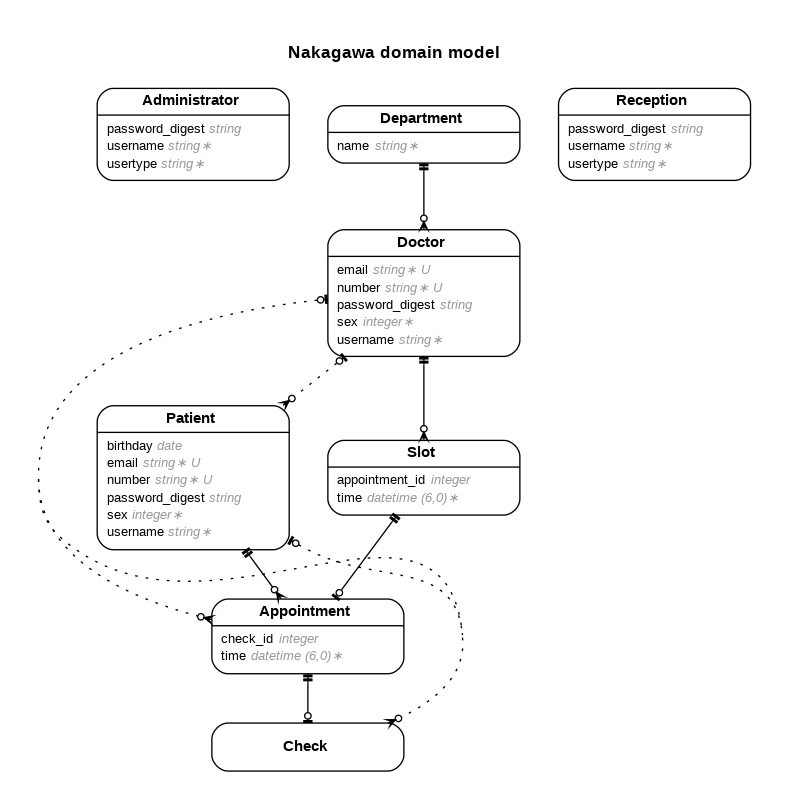 Nakagawa domain model
Administrator
password_digest string
username string∗
usertype string∗
Department
name string∗
Reception
password_digest string
username string∗
usertype string∗
Doctor
email string∗ U
number string∗ U
password_digest string
sex integer∗
username string∗
Patient
birthday date
email string∗ U
number string∗ U
password_digest string
sex integer∗
username string∗
Slot
appointment_id integer
time datetime (6,0)∗
Appointment
check_id integer
time datetime (6,0)∗
Check